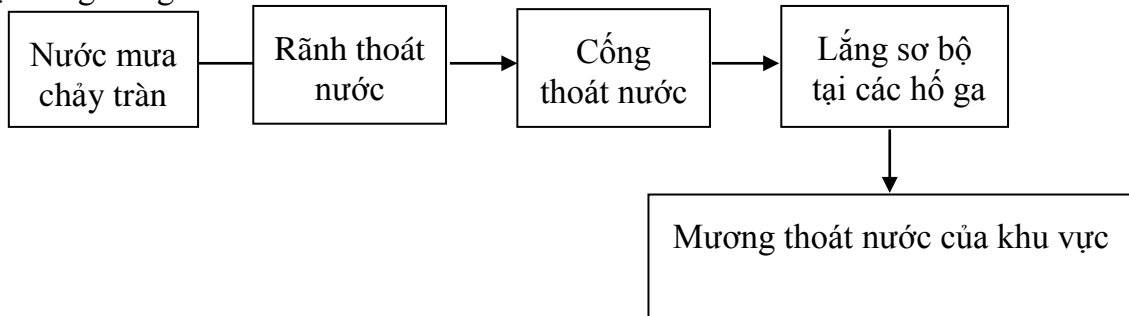 Nước mưa
chảy tràn
Rãnh thoát
nước
Cống
thoát nước
Lắng sơ bộ
tại các hố ga
Mương thoát nước của khu vực